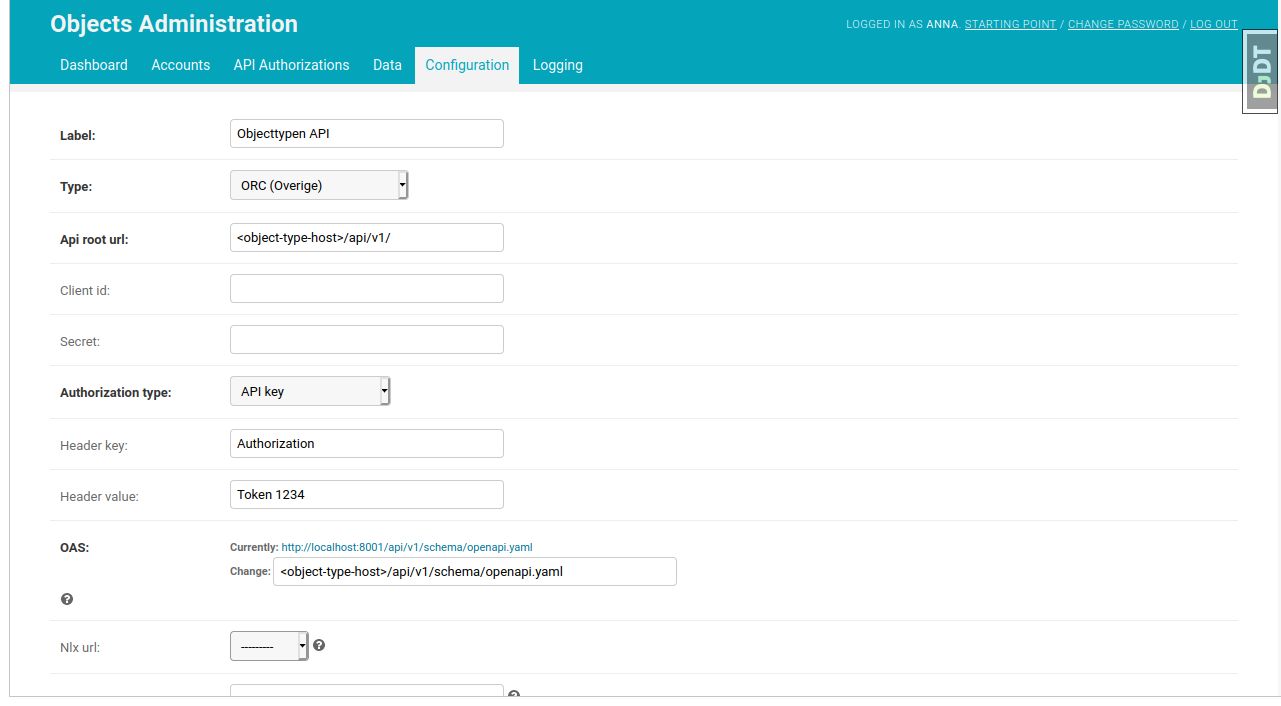 Objects Administration
LOGGED IN AS ANNA. STARTING POINT / CHANGE PASSWORD / LOG OUT
Dashboard Accounts API Authorizations Data Configuration Logging
DJDT
Label: Objecttypen API
Type: ORC (Overige)
Api root url: <object-type-host>/api/v1/
Client id:
Secret:
Authorization type: API key
Header key: Authorization
Header value: Token 1234
OAS: Currently: http://localhost:8001/api/v1/schema/openapi.yaml
Change: <object-type-host>/api/v1/schema/openapi.yaml
?
Nlx url: --------- ?